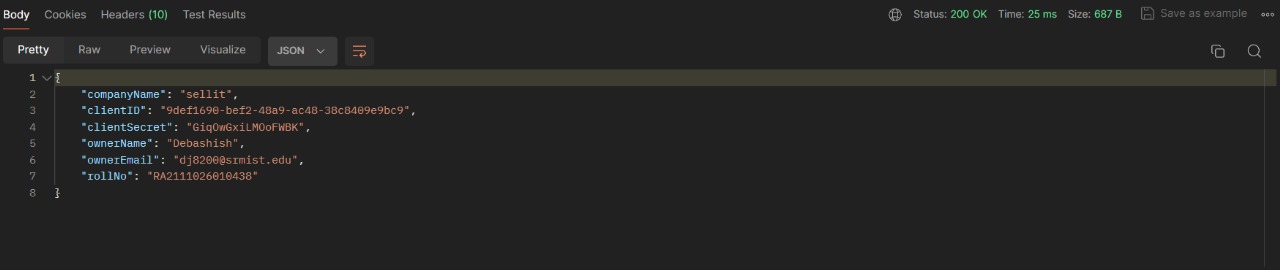 Body Cookies Headers (10) Test Results Status: 200 OK Time: 25 ms Size: 687 B Save as example
Pretty Raw Preview Visualize JSON
1 {
2 "companyName": "sellit",
3 "clientID": "9def1690-bef2-48a9-ac48-38c8409e9bc9",
4 "clientSecret": "GiqOwGxiLMOoFWBK",
5 "ownerName": "Debashish",
6 "ownerEmail": "dj8200@srmist.edu",
7 "rollNo": "RA2111026010438"
8 }